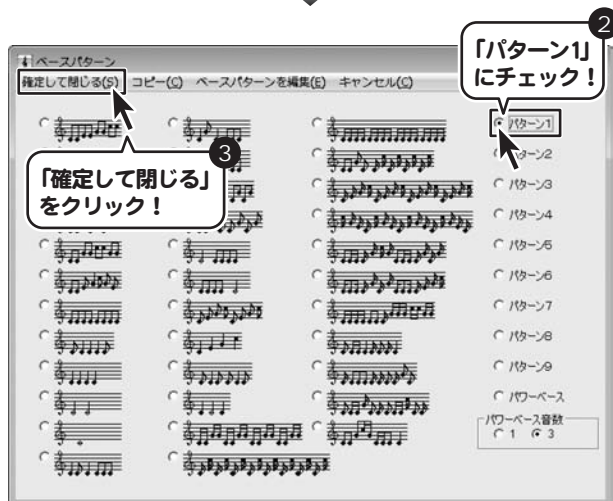 2
「パターン1」
にチェック！
ベースパターン
確定して閉じる(S) コピー(C) ベースパターンを編集(E) キャンセル(C)
パターン1
パターン2
パターン3
パターン4
パターン5
パターン6
パターン7
パターン8
パターン9
パワーベース
パワーベース音数
1 3
3
「確定して閉じる」
をクリック！